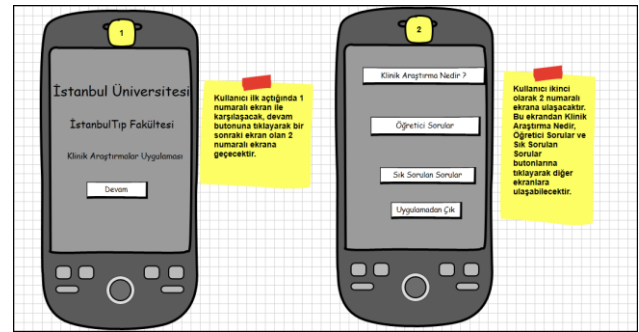 1
İstanbul Üniversitesi
İstanbulTıp Fakültesi
Klinik Araştırmalar Uygulaması
Devam
Kullanıcı ilk açtığında 1
numaralı ekran ile
karşılaşacak, devam
butonuna tıklayarak bir
sonraki ekran olan 2
numaralı ekrana
geçecektir.
2
Klinik Araştırma Nedir ?
Öğretici Sorular
Sık Sorulan Sorular
Uygulamadan Çık
Kullanıcı ikinci
olarak 2 numaralı
ekrana ulaşacaktır.
Bu ekrandan Klinik
Araştırma Nedir,
Öğretici Sorular ve
Sık Sorulan
Sorular
butonlarına
tıklayarak diğer
ekranlara
ulaşabilecektir.